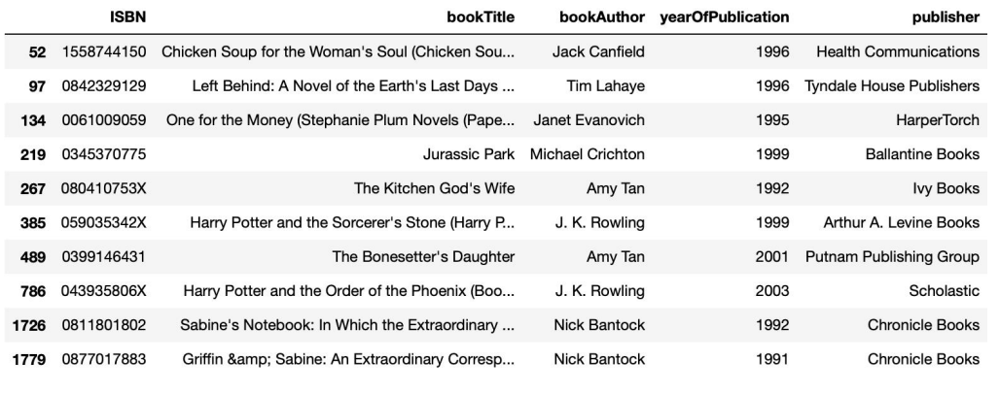 ISBN bookTitle bookAuthor yearOfPublication publisher
52 1558744150 Chicken Soup for the Woman's Soul (Chicken Sou... Jack Canfield 1996 Health Communications
97 0842329129 Left Behind: A Novel of the Earth's Last Days ... Tim Lahaye 1996 Tyndale House Publishers
134 0061009059 One for the Money (Stephanie Plum Novels (Pape... Janet Evanovich 1995 HarperTorch
219 0345370775 Jurassic Park Michael Crichton 1999 Ballantine Books
267 080410753X The Kitchen God's Wife Amy Tan 1992 Ivy Books
385 059035342X Harry Potter and the Sorcerer's Stone (Harry P... J. K. Rowling 1999 Arthur A. Levine Books
489 0399146431 The Bonesetter's Daughter Amy Tan 2001 Putnam Publishing Group
786 043935806X Harry Potter and the Order of the Phoenix (Boo... J. K. Rowling 2003 Scholastic
1726 0811801802 Sabine's Notebook: In Which the Extraordinary ... Nick Bantock 1992 Chronicle Books
1779 0877017883 Griffin &amp; Sabine: An Extraordinary Corresp... Nick Bantock 1991 Chronicle Books